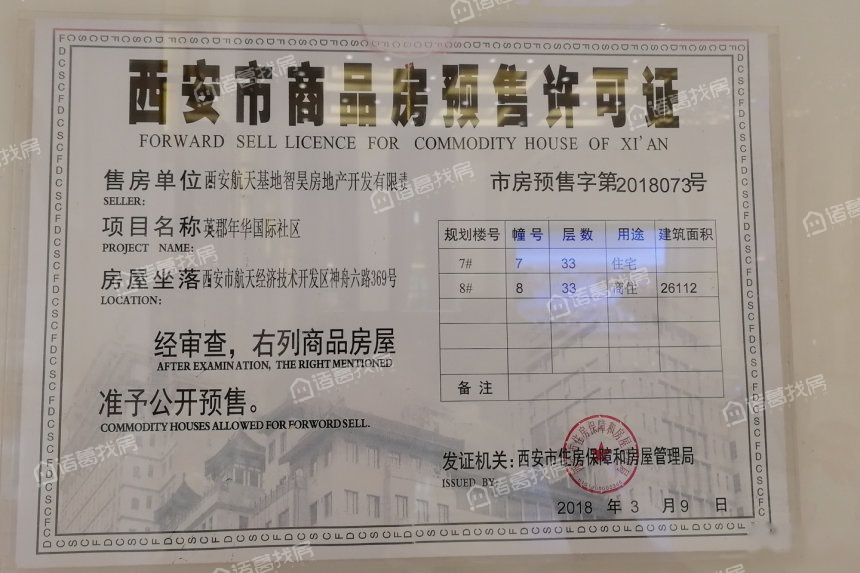 西安市商品房预售许可证
FORWARD SELL LICENCE FOR COMMODITY HOUSE OF XI'AN
售房单位 西安航天基地智昊房地产开发有限责
SELLER:
市房预售字第2018073号
项目名称 英郡年华国际社区
PROJECT NAME:
房屋坐落 西安市航天经济技术开发区神舟六路369号
LOCATION:
规划楼号 幢号 层数 用途 建筑面积
7# 7 33 住宅
8# 8 33 商住 26112
备注
经审查，右列商品房屋
AFTER EXAMINATION, THE RIGHT MENTIONED
准予公开预售。
COMMODITY HOUSES ALLOWED FOR FORWORD SELL.
发证机关：西安市住房保障和房屋管理局
ISSUED BY:
2018 年 3 月 9 日
诸葛找房